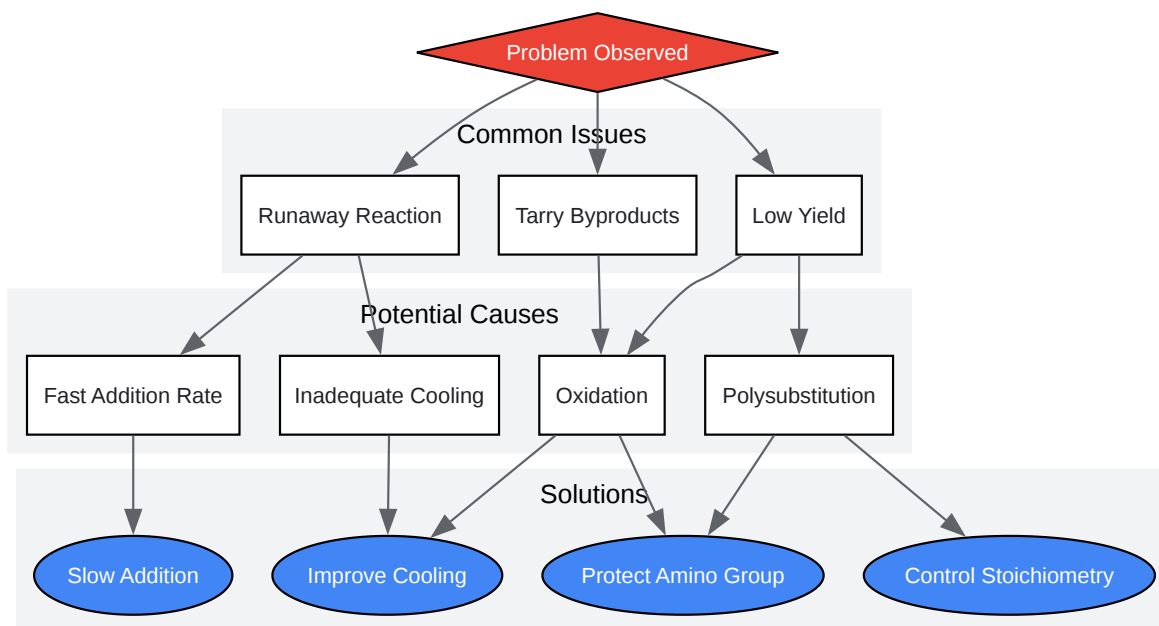 Problem Observed
Common Issues
Runaway Reaction
Tarry Byproducts
Low Yield
Potential Causes
Fast Addition Rate
Inadequate Cooling
Oxidation
Polysubstitution
Solutions
Slow Addition
Improve Cooling
Protect Amino Group
Control Stoichiometry